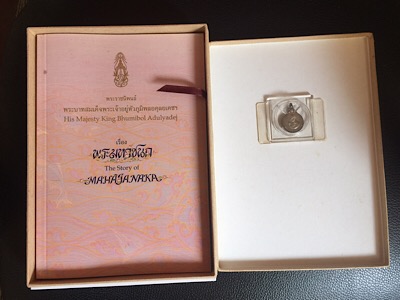 พระราชนิพนธ์
พระบาทสมเด็จพระเจ้าอยู่หัวภูมิพลอดุลยเดช
His Majesty King Bhumibol Adulyadej
เรื่อง
พระมหาชนก
The Story of
MAHAJANAKA